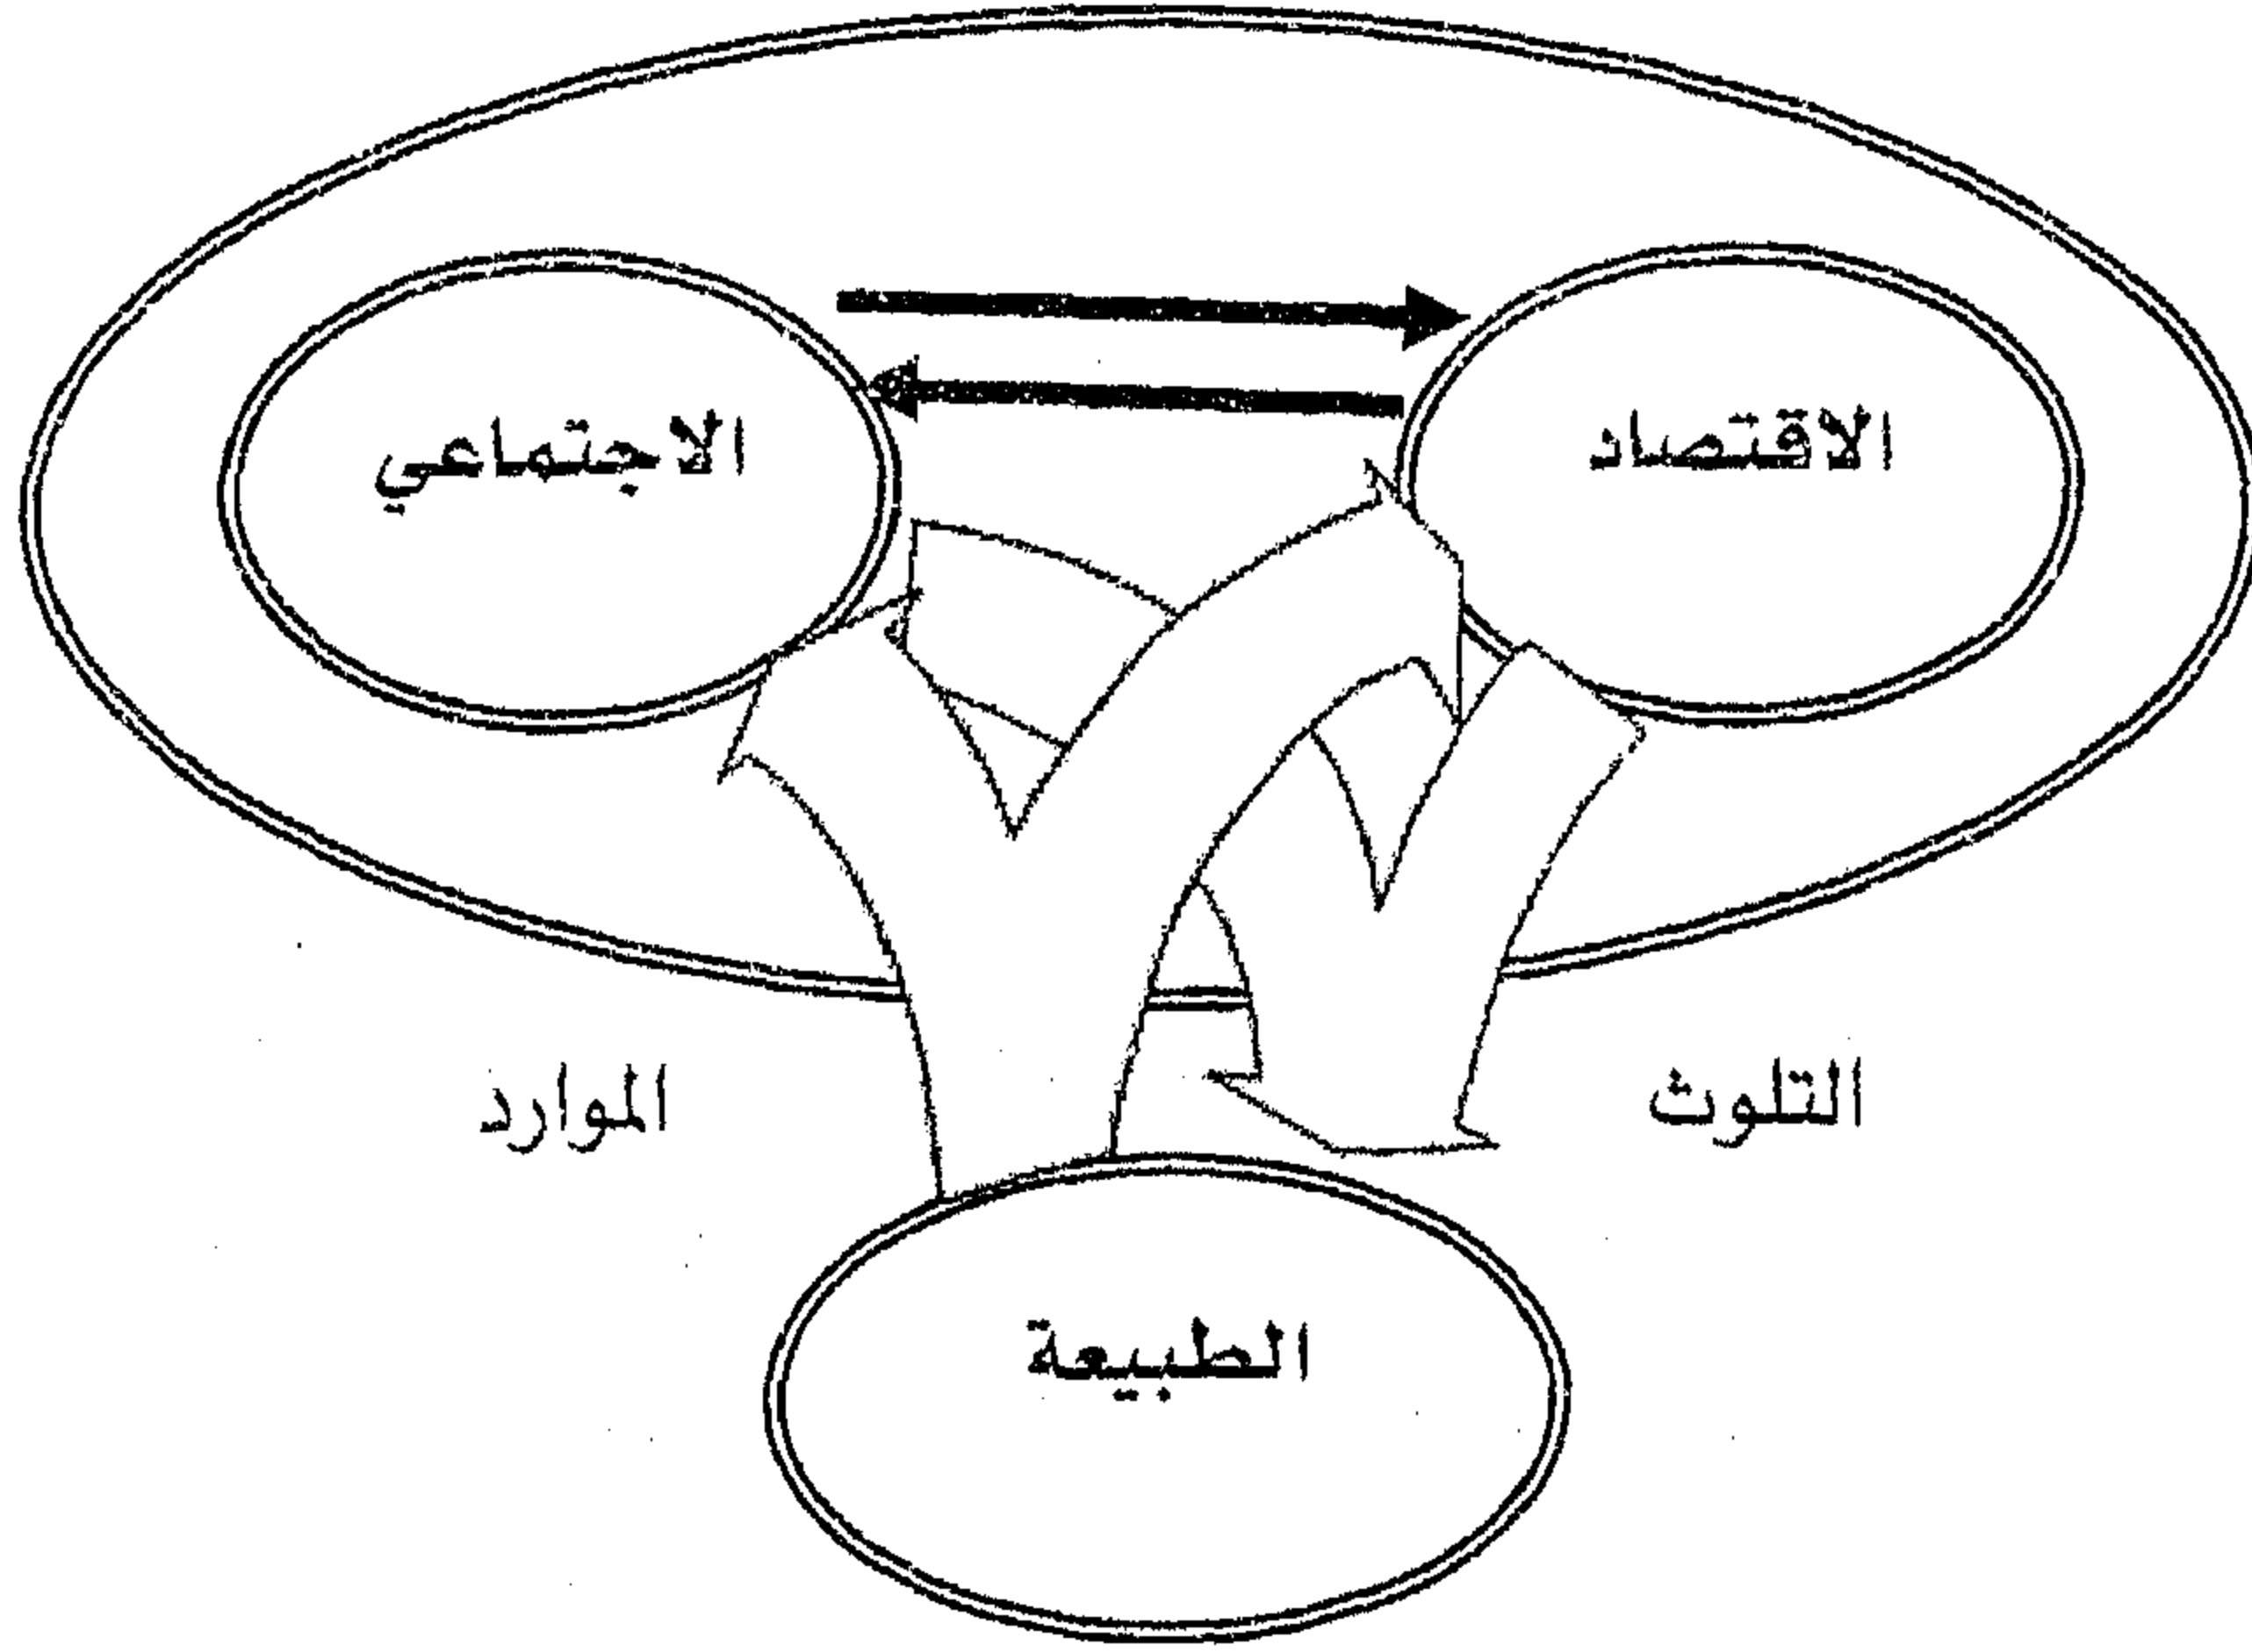 الاقتصاد
الاجتماعي
التلوث
الموارد
الطبيعة